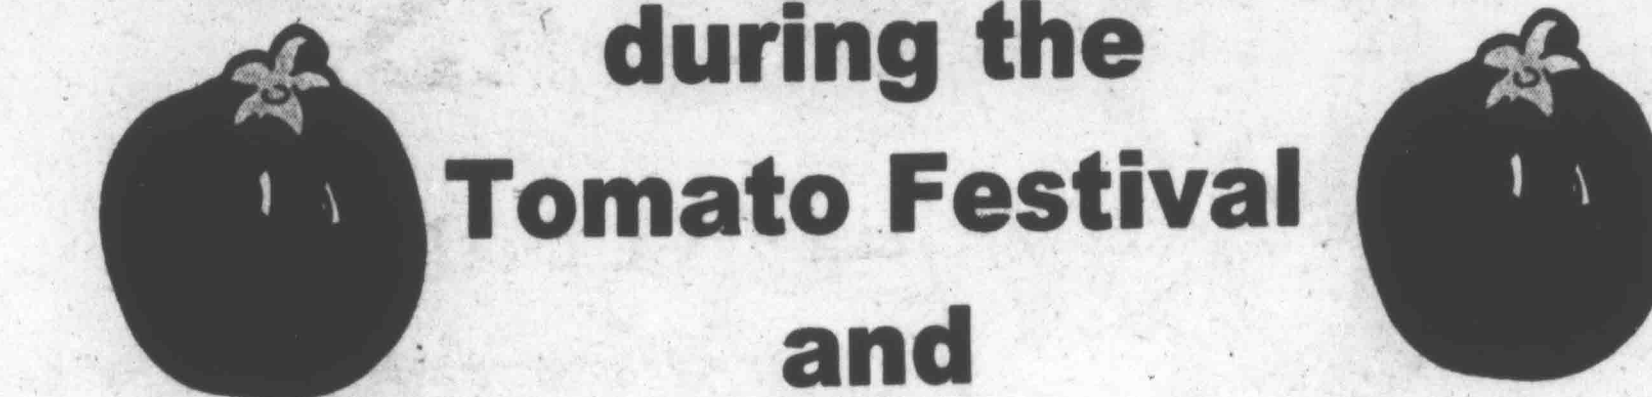 during the
Tomato Festival
and